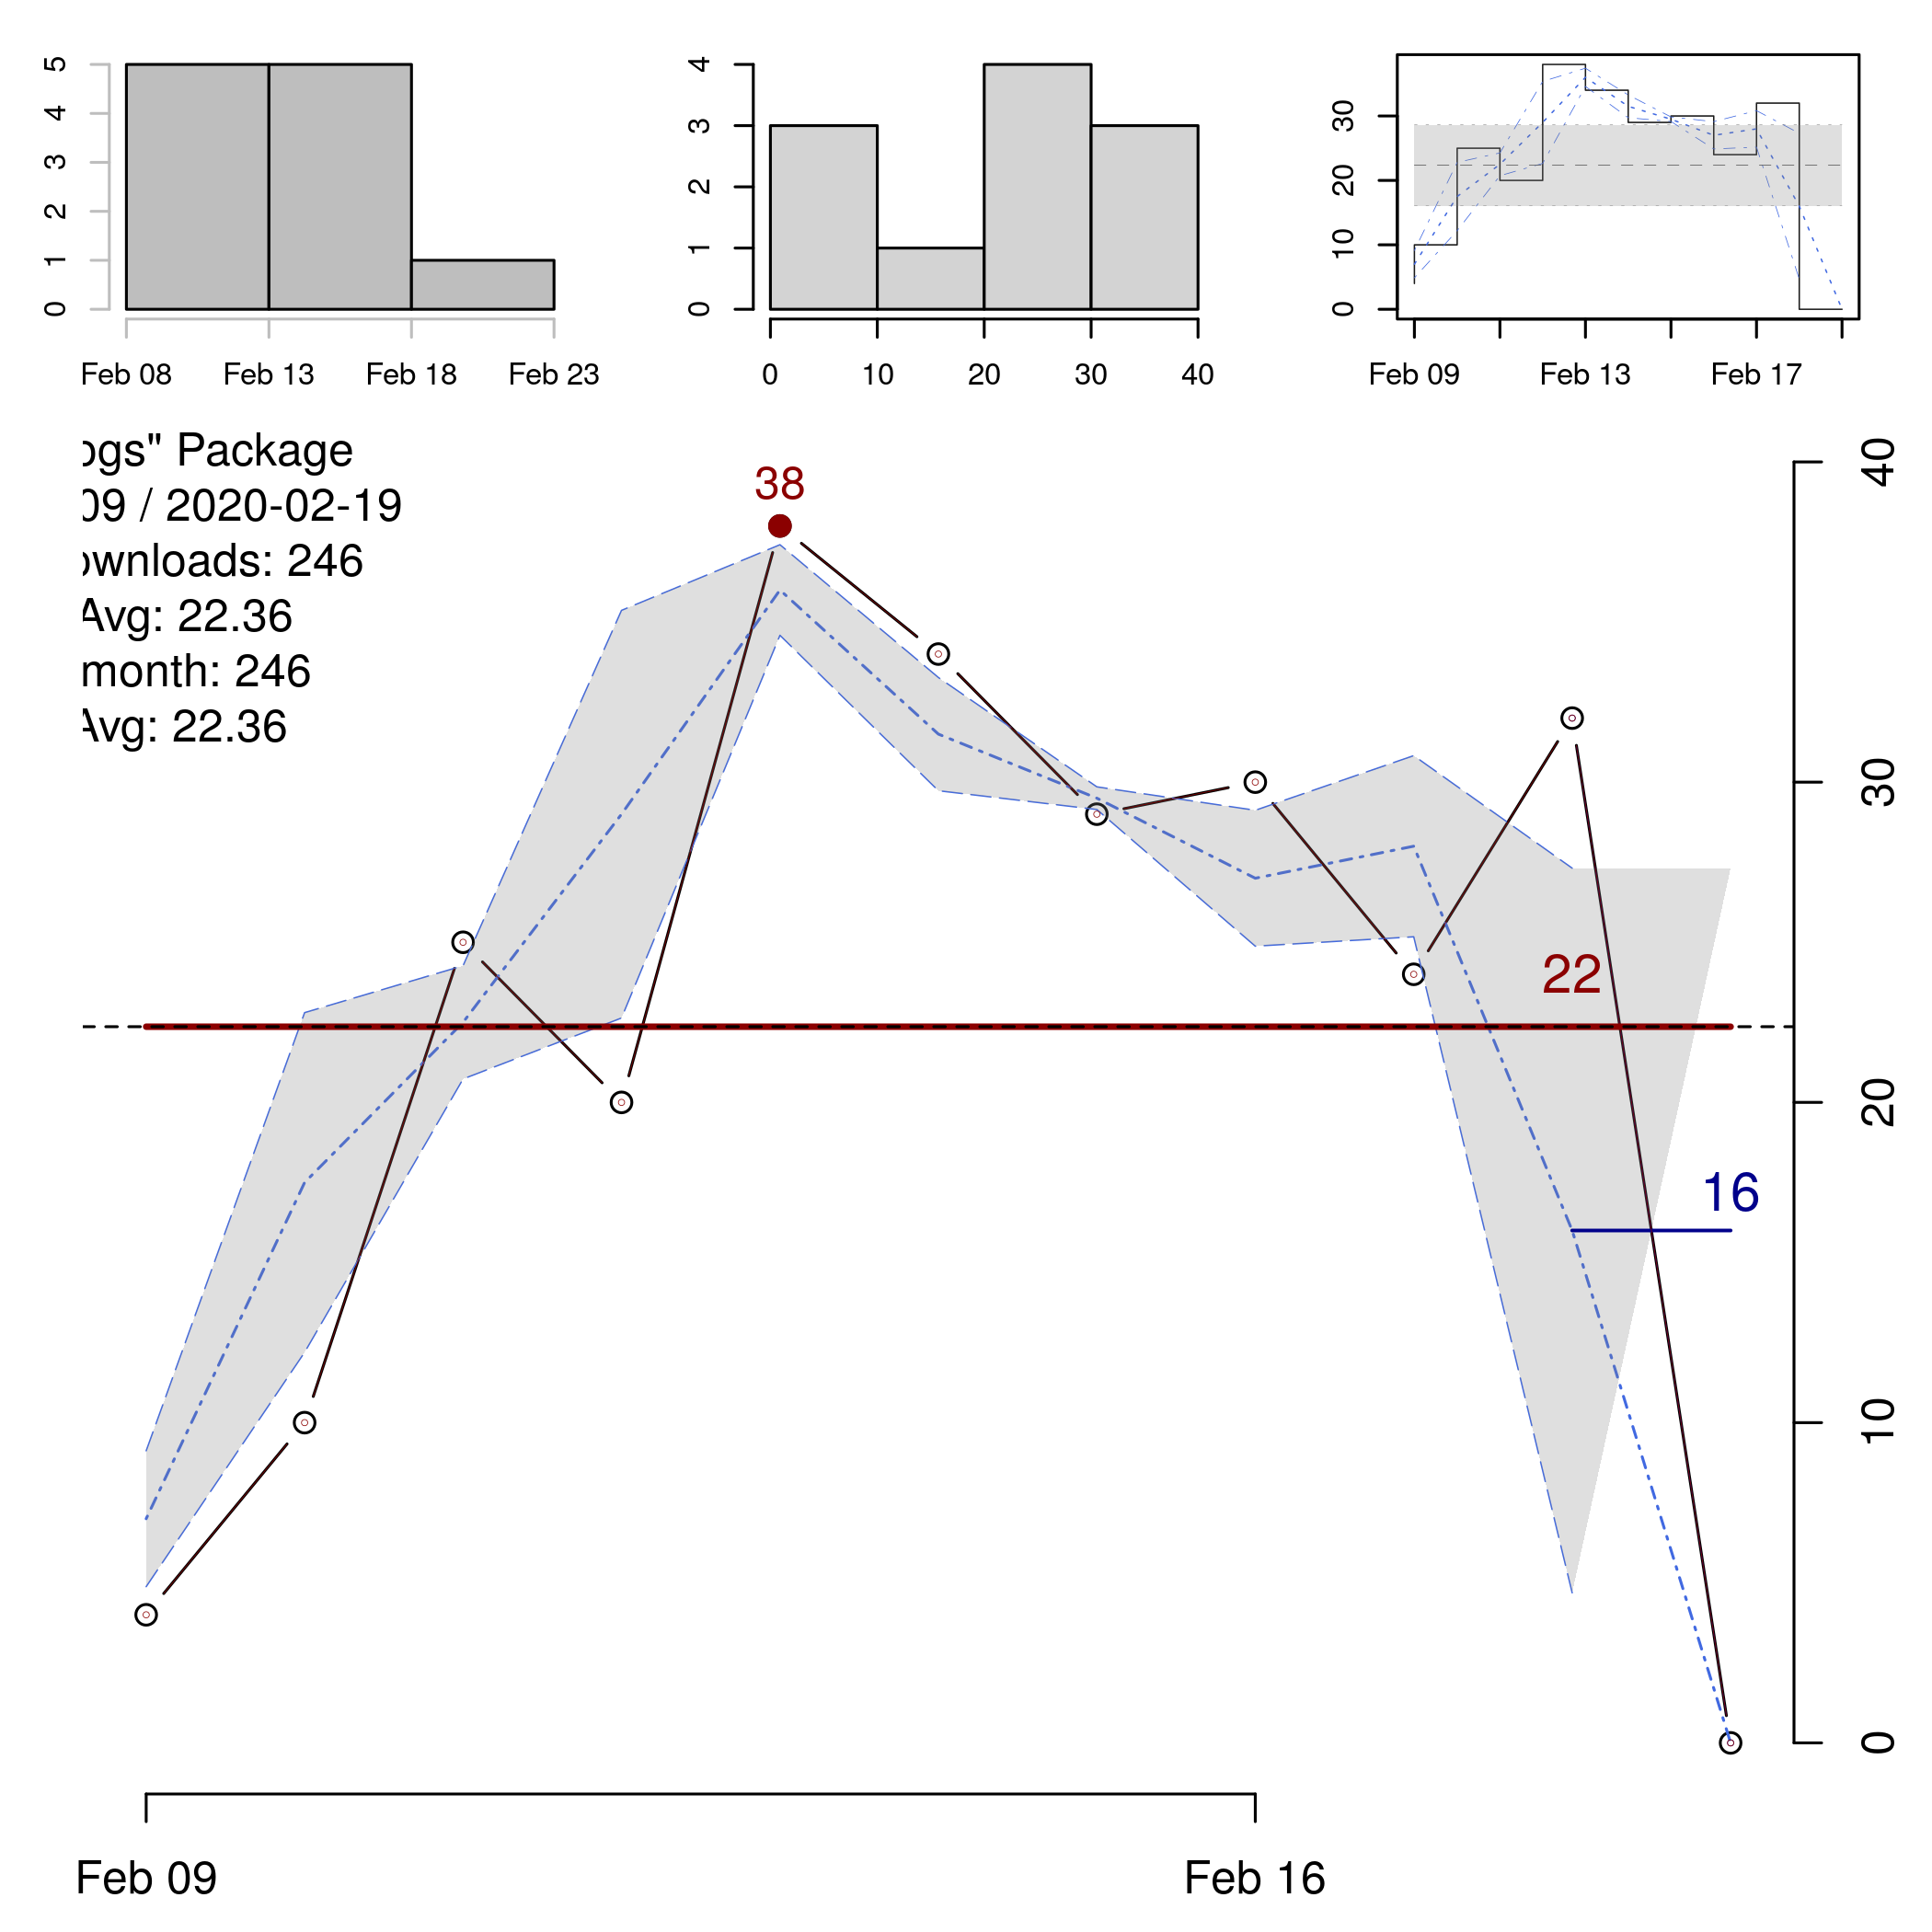 5
4
3
2
1
0
Feb 08 Feb 13 Feb 18 Feb 23
4
3
2
1
0
0 10 20 30 40
30
20
10
0
Feb 09 Feb 13 Feb 17
ogs" Package
09 / 2020-02-19
ownloads: 246
Avg: 22.36
month: 246
Avg: 22.36
38
22
16
40
30
20
10
0
Feb 09 Feb 16